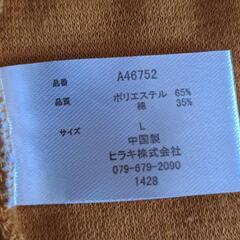 品番 A46752
品質 ポリエステル 65%
綿 35%
サイズ L
中国製
ヒラキ株式会社
079-679-2090
1428